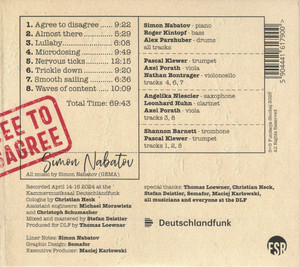 1. Agree to disagree ........ 9:29
2. Almost there ........ 5:29
3. Lullaby ........ 6:08
4. Microdosing ........ 9:49
5. Nervous ticks ........ 12:15
6. Trickle down ........ 9:20
7. Smooth sailing ........ 6:36
8. Waves of content ........ 10:09
Total Time: 69:43
EE TO
AGREE
Simon Nabatov
All music by Simon Nabatov (GEMA)
Recorded April 14-16 2024 at the
Kammermusiksaal Deutschlandfunk
Cologne by Christian Heck
Assistant engineers: Michael Morawietz
and Christoph Schumacher
Mixed and mastered by Stefan Deistler
Produced for DLF by Thomas Loewner
Liner Notes: Simon Nabatov
Graphic Design: Semafor
Executive Producer: Maciej Karłowski
Simon Nabatov - piano
Roger Kintopf - bass
Alex Parzhuber - drums
all tracks
Pascal Klewer - trumpet
Axel Porath - viola
Nathan Bontrager - violoncello
tracks 4, 6, 7
Angelika Niescier - saxophone
Leonhard Huhn - clarinet
Axel Porath - viola
tracks 3, 8
Shannon Barnett - trombone
Pascal Klewer - trumpet
tracks 1, 2, 8
special thanks: Thomas Loewner, Christian Heck,
Stefan Deistler, Semafor, Maciej Karłowski,
all musicians and everyone at the DLF
Deutschlandfunk
5904441617900
All Rights Reserved
FSR